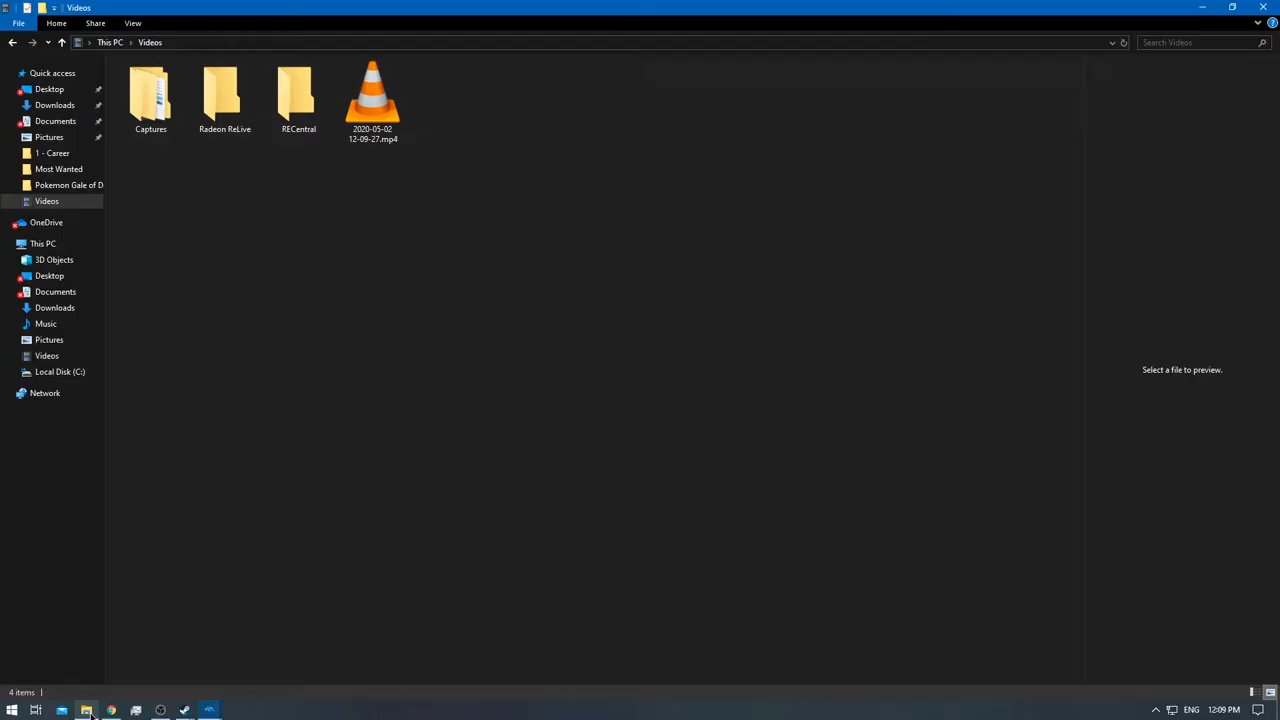 Videos
File Home Share View
This PC Videos
Search Videos
Quick access
Desktop
Downloads
Documents
Pictures
1 - Career
Most Wanted
Pokemon Gale of D
Videos
OneDrive
This PC
3D Objects
Desktop
Documents
Downloads
Music
Pictures
Videos
Local Disk (C:)
Network
Captures
Radeon ReLive
RECentral
2020-05-02
12-09-27.mp4
Select a file to preview.
4 items
ENG 12:09 PM